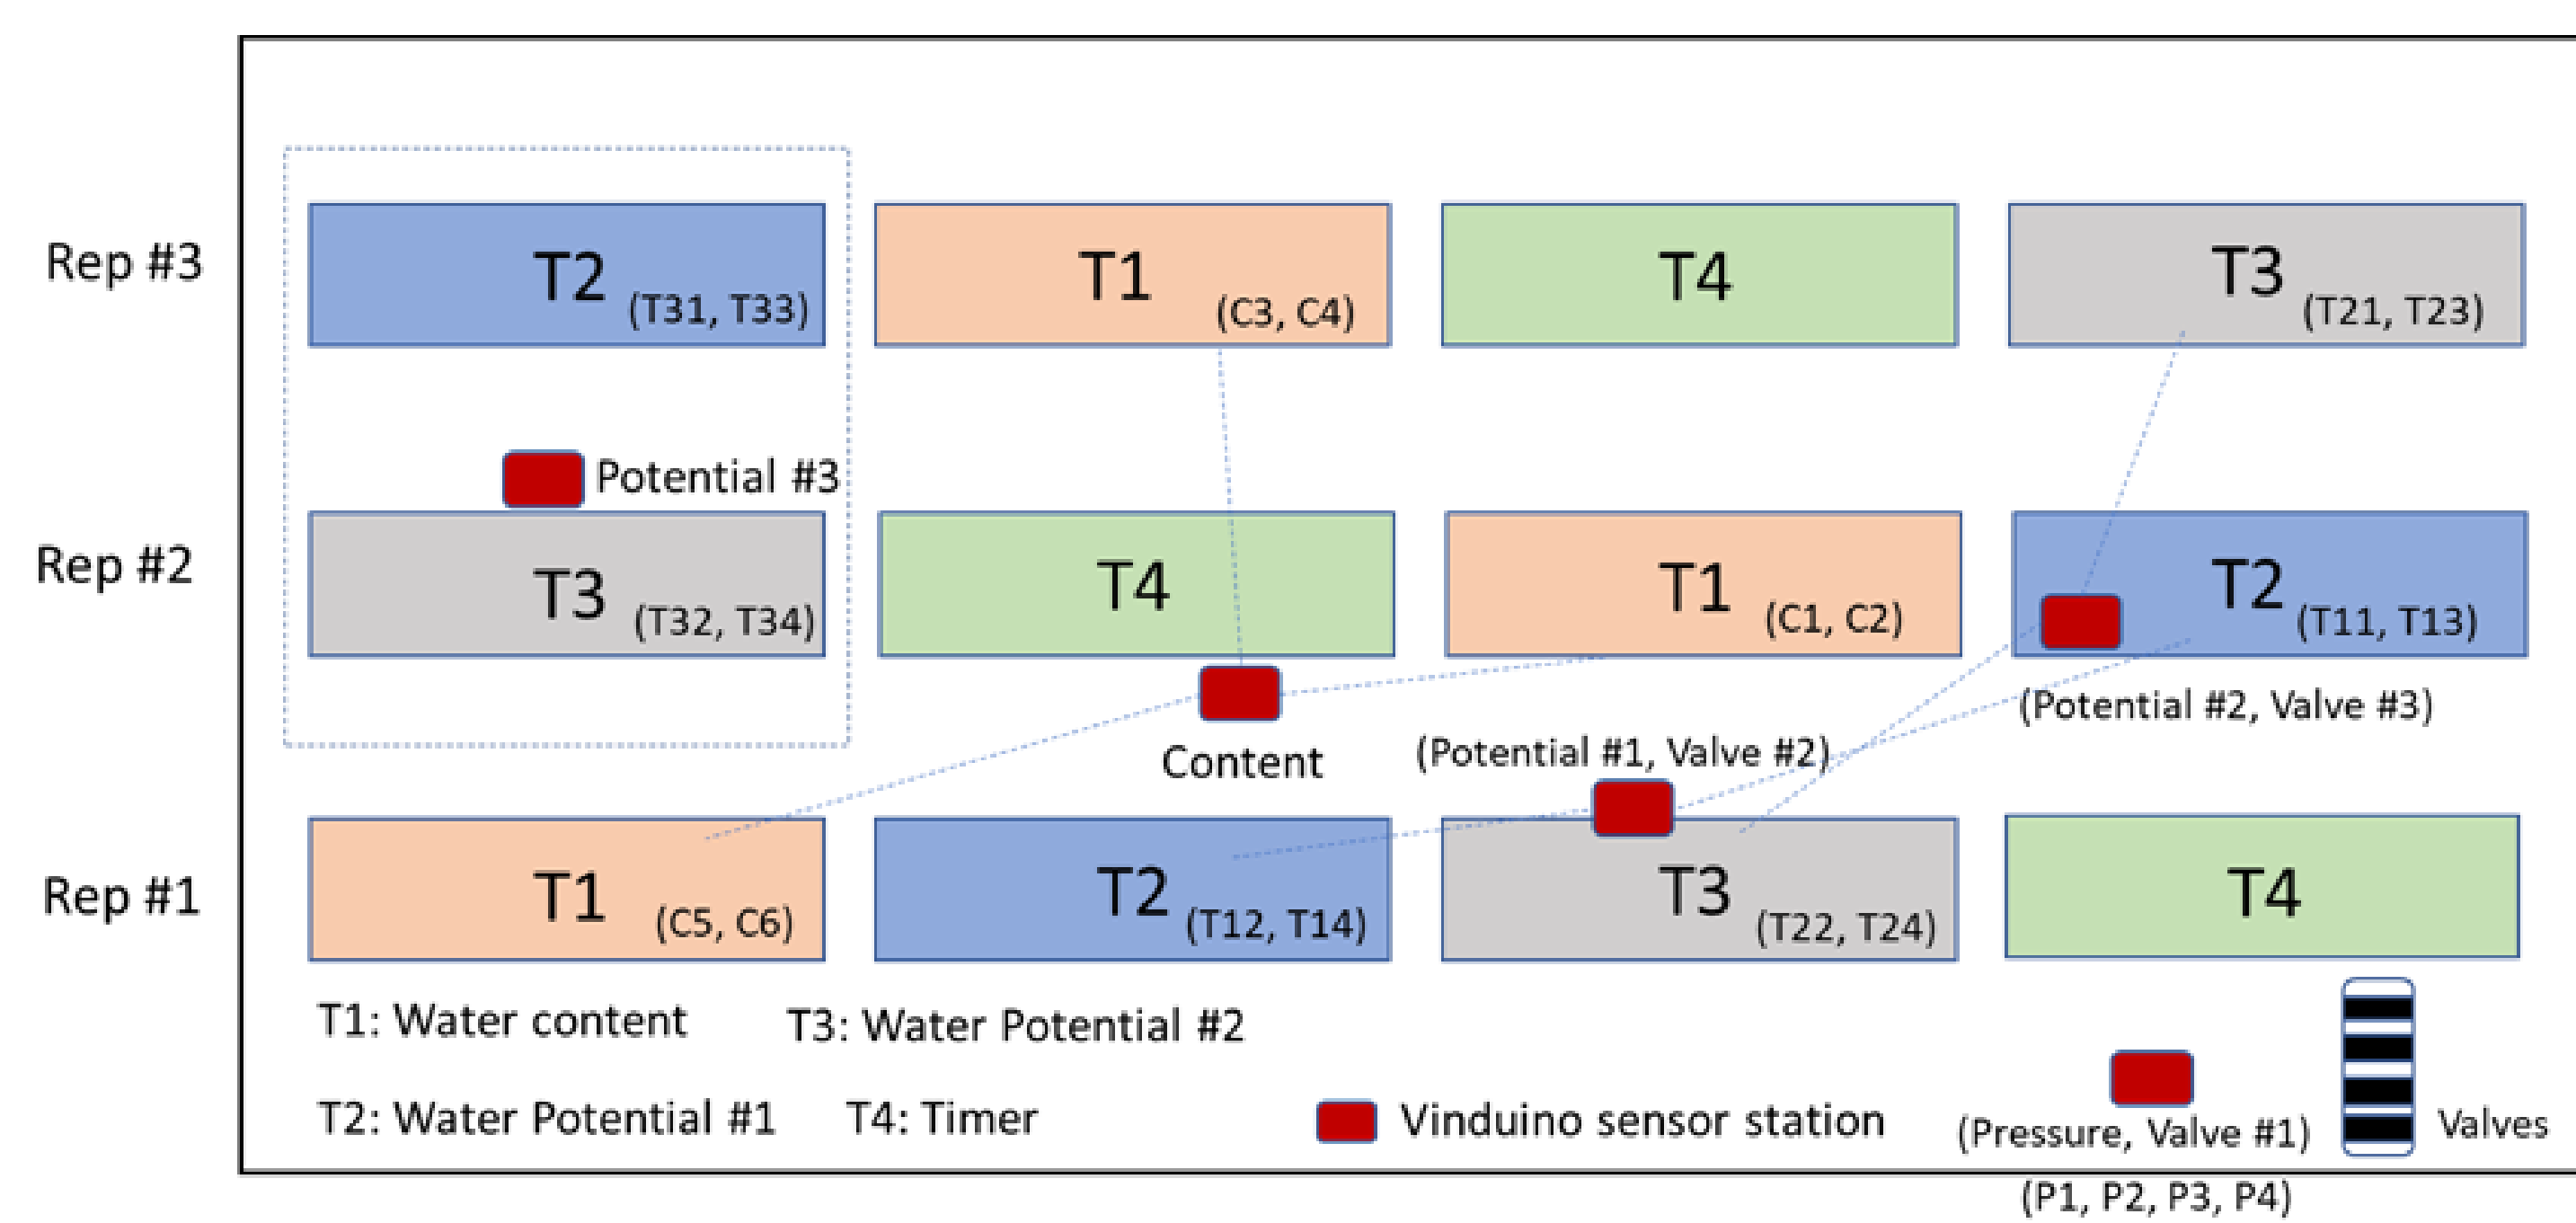 Rep #3
T2 (T31, T33)
T1 (C3, C4)
T4
T3 (T21, T23)
Potential #3
Rep #2
T3 (T32, T34)
T4
T1 (C1, C2)
T2 (T11, T13)
(Potential #2, Valve #3)
Content
(Potential #1, Valve #2)
Rep #1
T1 (C5, C6)
T2 (T12, T14)
T3 (T22, T24)
T4
T1: Water content
T3: Water Potential #2
T2: Water Potential #1
T4: Timer
Vinduino sensor station
(Pressure, Valve #1)
Valves
(P1, P2, P3, P4)